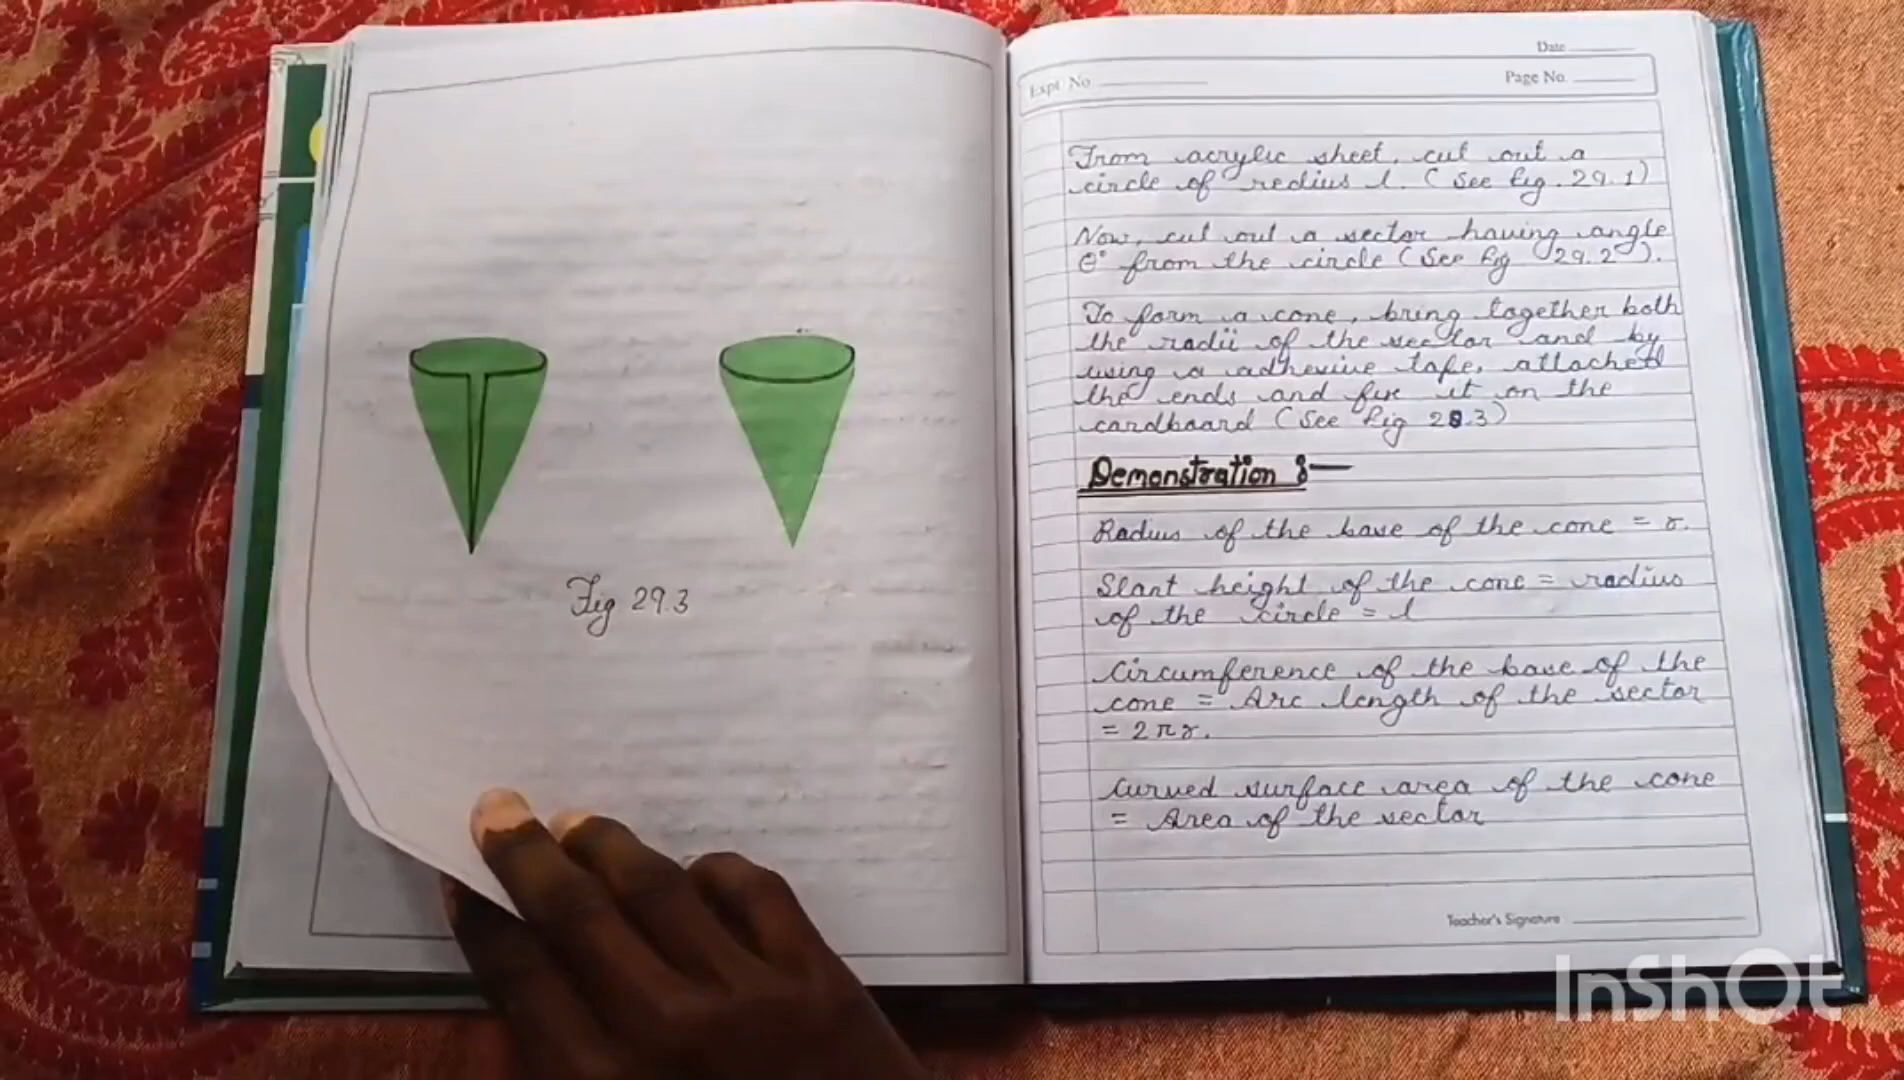 Fig 29.3
Date
Expt. No.
Page No.
From acrylic sheet, cut out a
circle of redius l. (See fig. 29.1)
Now, cut out a sector having angle
θ° from the circle (See fig 29.2).
To form a cone, bring together both
the radii of the sector and by
using a adhesive tape, attached
the ends and fix it on the
cardboard (See fig 29.3)
Demonstration :—
Radius of the base of the cone = r.
Slant height of the cone = radius
of the circle = l
Circumference of the base of the
cone = Arc length of the sector
= 2πr.
Curved surface area of the cone
= Area of the sector
Teacher's Signature
InShOt